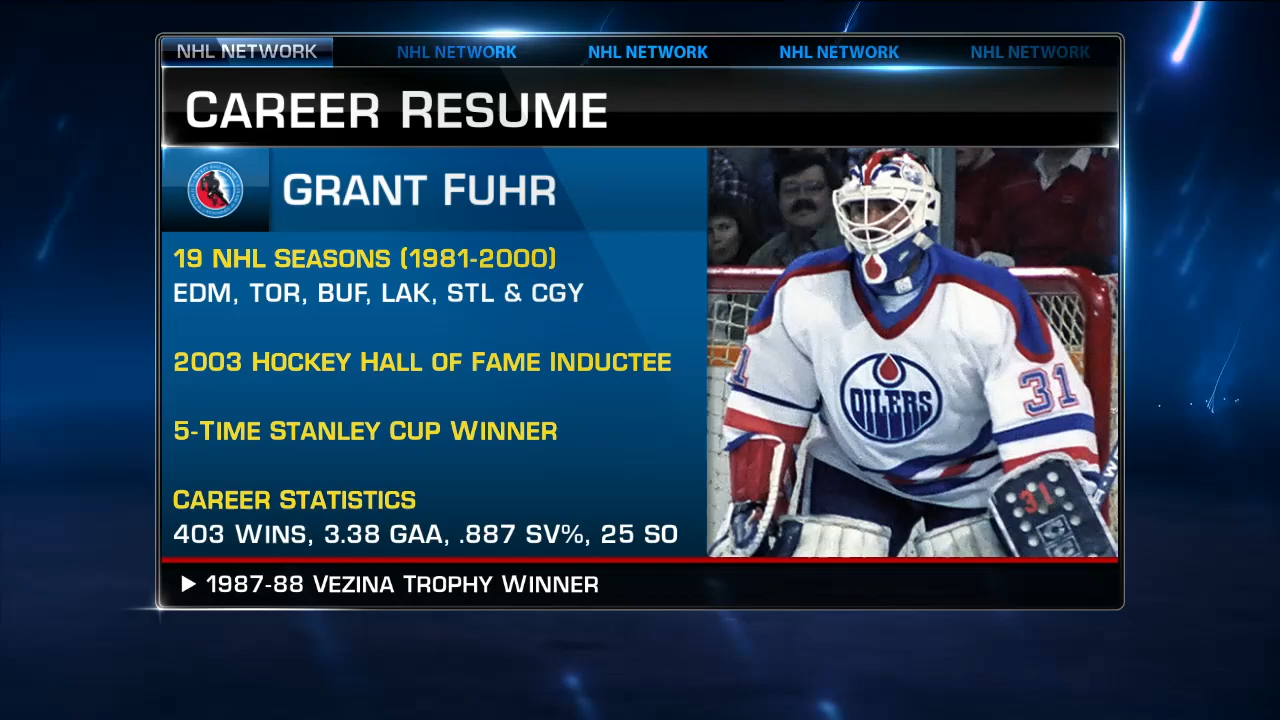 NHL NETWORK NHL NETWORK NHL NETWORK NHL NETWORK NHL NETWORK
CAREER RESUME
GRANT FUHR
19 NHL SEASONS (1981-2000)
EDM, TOR, BUF, LAK, STL & CGY
2003 HOCKEY HALL OF FAME INDUCTEE
5-TIME STANLEY CUP WINNER
CAREER STATISTICS
403 WINS, 3.38 GAA, .887 SV%, 25 SO
1987-88 VEZINA TROPHY WINNER
OILERS
31
31